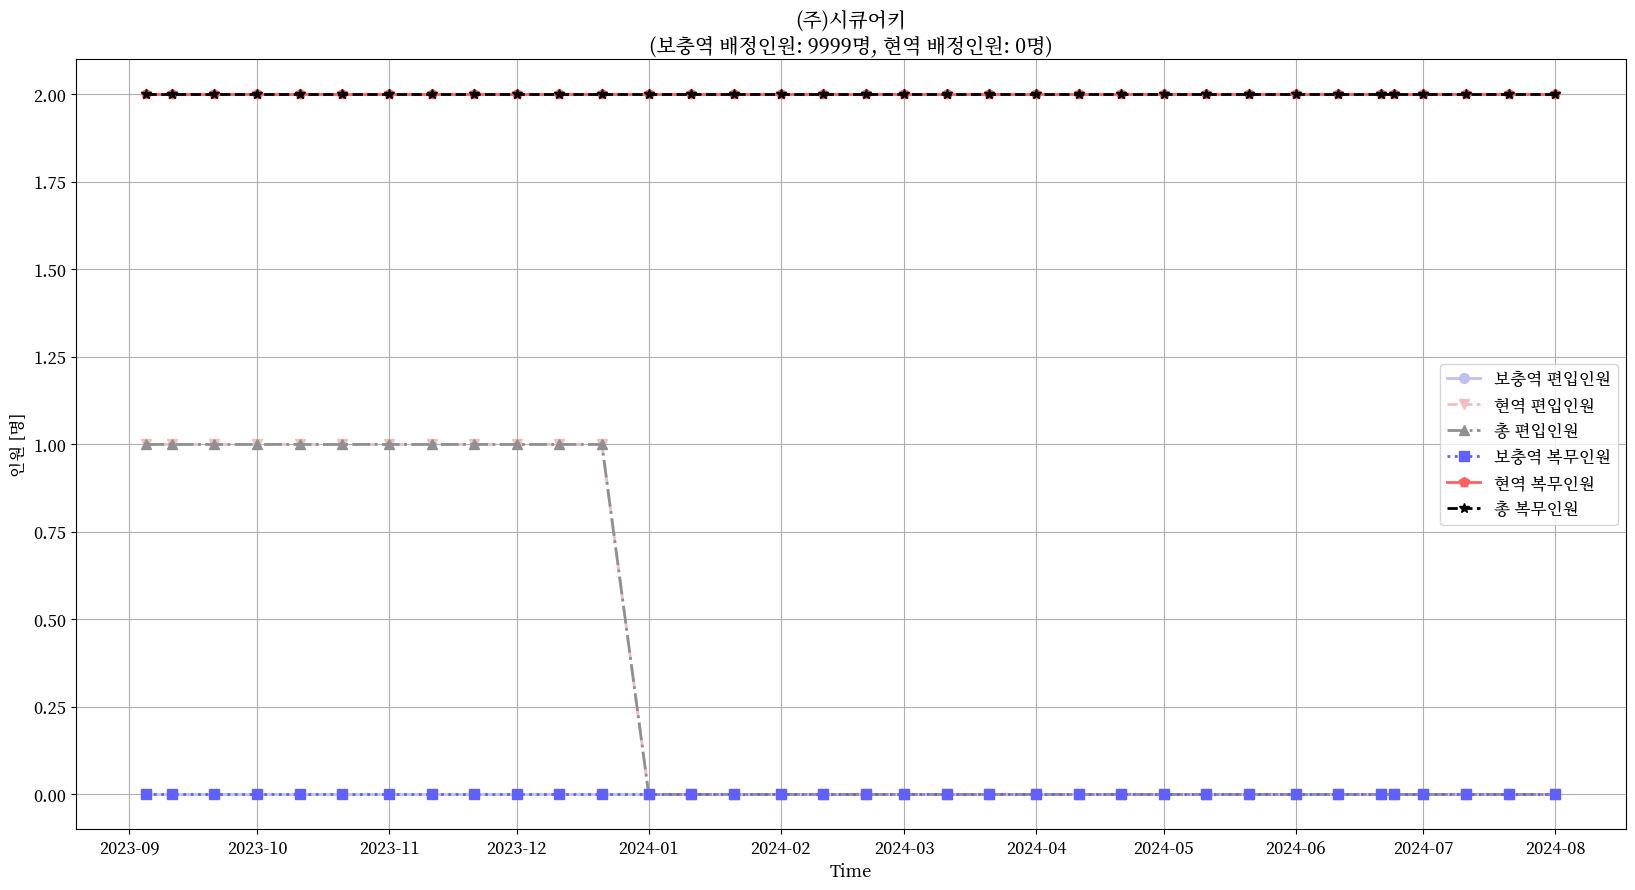 (주)시큐어키
(보충역 배정인원: 9999명, 현역 배정인원: 0명)
2.00
1.75
1.50
1.25
1.00
0.75
0.50
0.25
0.00
인원 [명]
보충역 편입인원
현역 편입인원
총 편입인원
보충역 복무인원
현역 복무인원
총 복무인원
2023-09 2023-10 2023-11 2023-12 2024-01 2024-02 2024-03 2024-04 2024-05 2024-06 2024-07 2024-08
Time